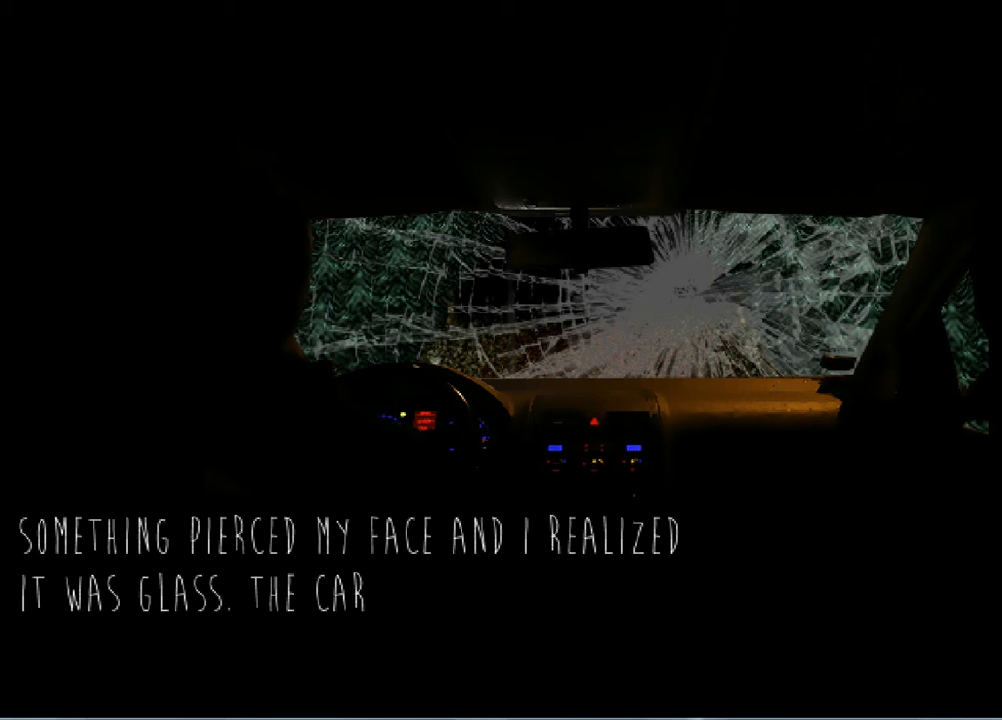 SOMETHING PIERCED MY FACE AND I REALIZED
IT WAS GLASS. THE CAR